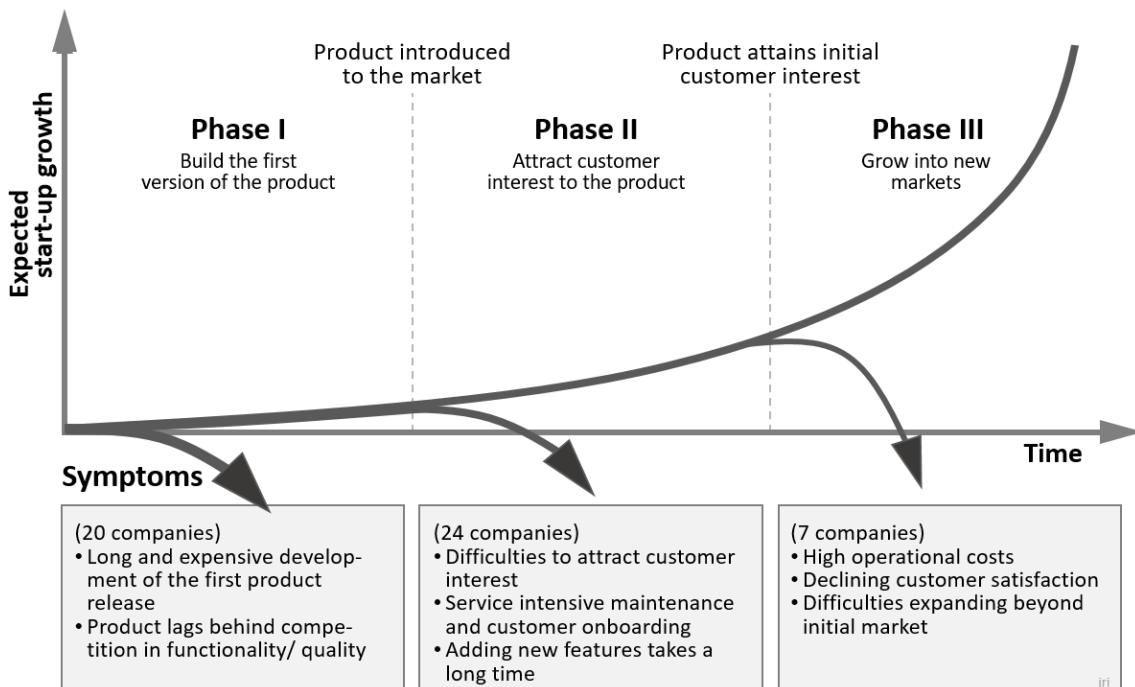 Product introduced
to the market
Product attains initial
customer interest
Expected
start-up growth
Phase I
Build the first
version of the product
Phase II
Attract customer
interest to the product
Phase III
Grow into new
markets
Time
Symptoms
(20 companies)
• Long and expensive develop-
ment of the first product
release
• Product lags behind compe-
tition in functionality/ quality
(24 companies)
• Difficulties to attract customer
interest
• Service intensive maintenance
and customer onboarding
• Adding new features takes a
long time
(7 companies)
• High operational costs
• Declining customer satisfaction
• Difficulties expanding beyond
initial market
iri